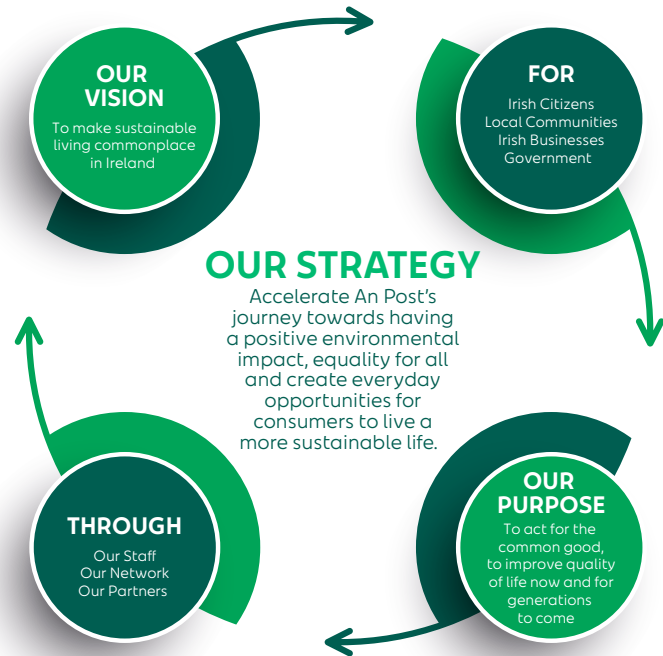 OUR
VISION
To make sustainable
living commonplace
in Ireland
FOR
Irish Citizens
Local Communities
Irish Businesses
Government
OUR STRATEGY
Accelerate An Post's
journey towards having
a positive environmental
impact, equality for all
and create everyday
opportunities for
consumers to live a
more sustainable life.
THROUGH
Our Staff
Our Network
Our Partners
OUR
PURPOSE
To act for the
common good,
to improve quality
of life now and for
generations
to come